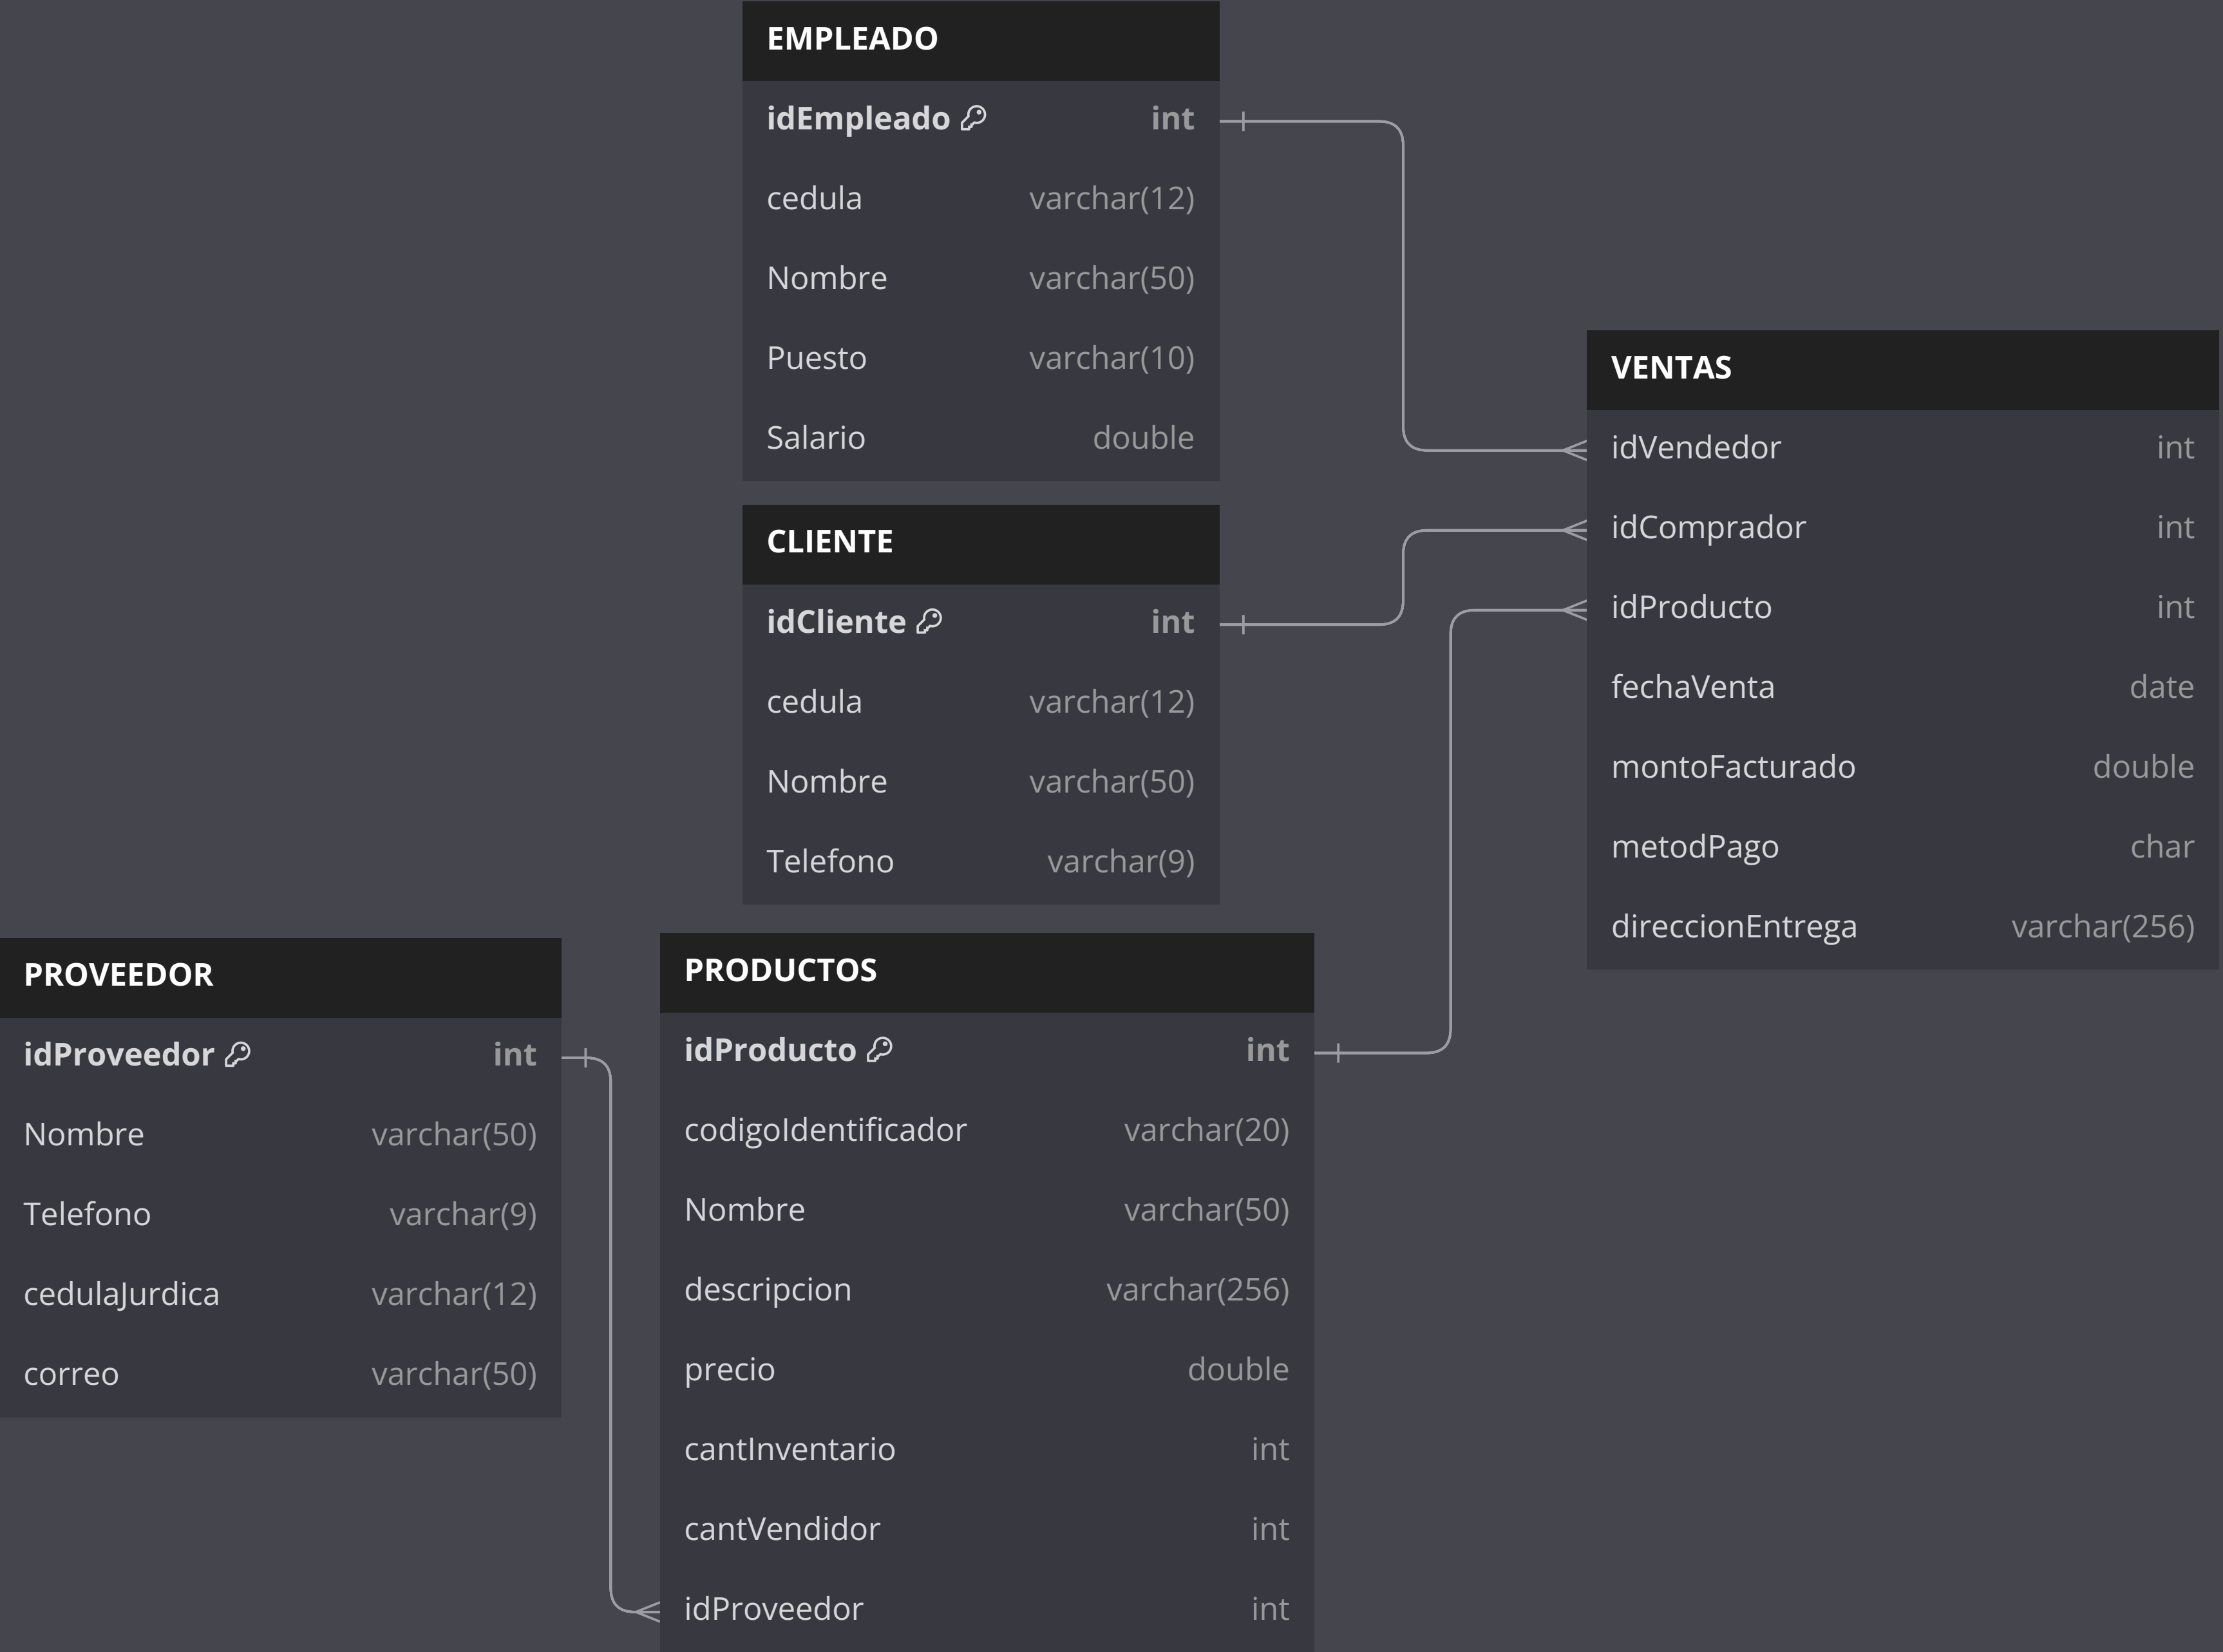 EMPLEADO
idEmpleado int
cedula varchar(12)
Nombre varchar(50)
Puesto varchar(10)
Salario double
CLIENTE
idCliente int
cedula varchar(12)
Nombre varchar(50)
Telefono varchar(9)
VENTAS
idVendedor int
idComprador int
idProducto int
fechaVenta date
montoFacturado double
metodPago char
direccionEntrega varchar(256)
PROVEEDOR
idProveedor int
Nombre varchar(50)
Telefono varchar(9)
cedulaJurdica varchar(12)
correo varchar(50)
PRODUCTOS
idProducto int
codigoIdentificador varchar(20)
Nombre varchar(50)
descripcion varchar(256)
precio double
cantInventario int
cantVendidor int
idProveedor int